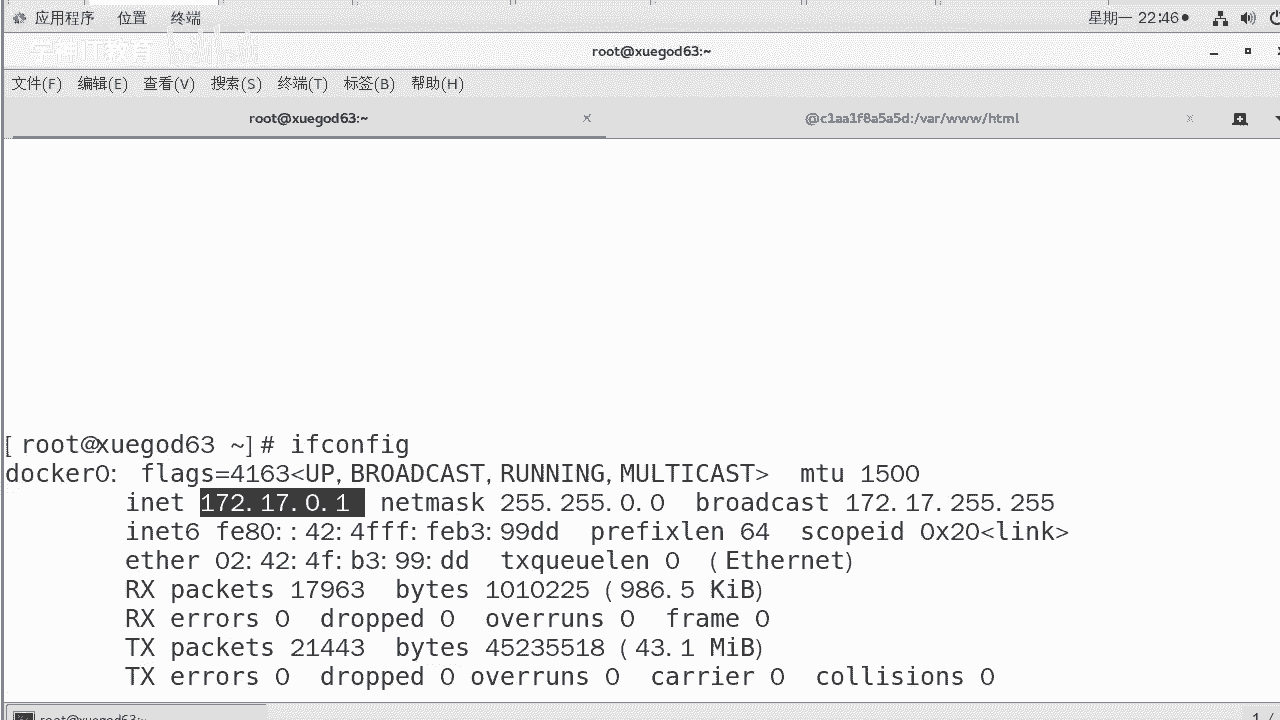 应用程序 位置 终端 星期一 22:46
学神IT教育
root@xuegod63:~
文件(F) 编辑(E) 查看(V) 搜索(S) 终端(T) 标签(B) 帮助(H)
root@xuegod63:~ × @c1aa1f8a5a5d:/var/www/html ×
[root@xuegod63 ~]# ifconfig
docker0: flags=4163<UP,BROADCAST,RUNNING,MULTICAST> mtu 1500
inet 172.17.0.1 netmask 255.255.0.0 broadcast 172.17.255.255
inet6 fe80::42:4fff:feb3:99dd prefixlen 64 scopeid 0x20<link>
ether 02:42:4f:b3:99:dd txqueuelen 0 (Ethernet)
RX packets 17963 bytes 1010225 (986.5 KiB)
RX errors 0 dropped 0 overruns 0 frame 0
TX packets 21443 bytes 45235518 (43.1 MiB)
TX errors 0 dropped 0 overruns 0 carrier 0 collisions 0
root@xuegod63:~ 1 /